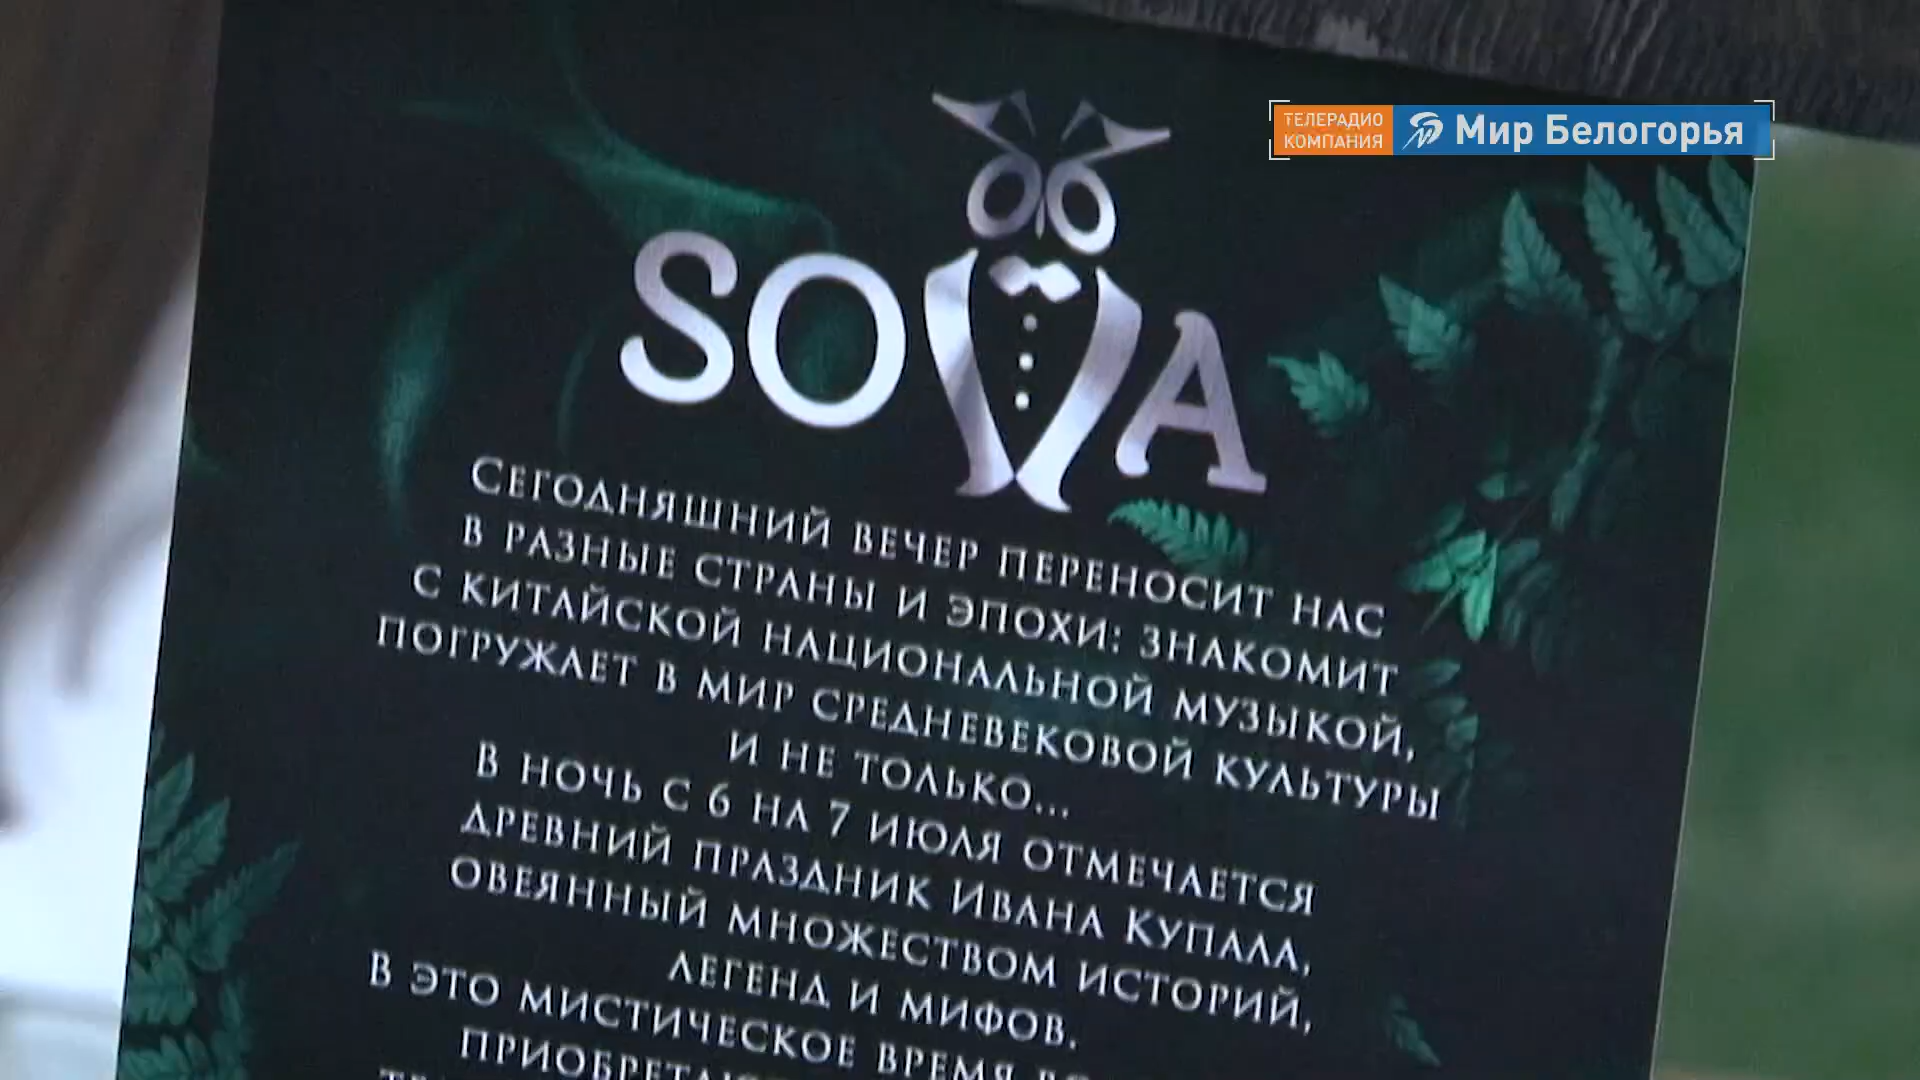 ТЕЛЕРАДИО
КОМПАНИЯ
Мир Белогорья
SOVA
СЕГОДНЯШНИЙ ВЕЧЕР ПЕРЕНОСИТ НАС
В РАЗНЫЕ СТРАНЫ И ЭПОХИ: ЗНАКОМИТ
С КИТАЙСКОЙ НАЦИОНАЛЬНОЙ МУЗЫКОЙ,
ПОГРУЖАЕТ В МИР СРЕДНЕВЕКОВОЙ КУЛЬТУРЫ
И НЕ ТОЛЬКО...
В НОЧЬ С 6 НА 7 ИЮЛЯ ОТМЕЧАЕТСЯ
ДРЕВНИЙ ПРАЗДНИК ИВАНА КУПАЛА,
ОВЕЯННЫЙ МНОЖЕСТВОМ ИСТОРИЙ,
ЛЕГЕНД И МИФОВ.
В ЭТО МИСТИЧЕСКОЕ ВРЕМЯ